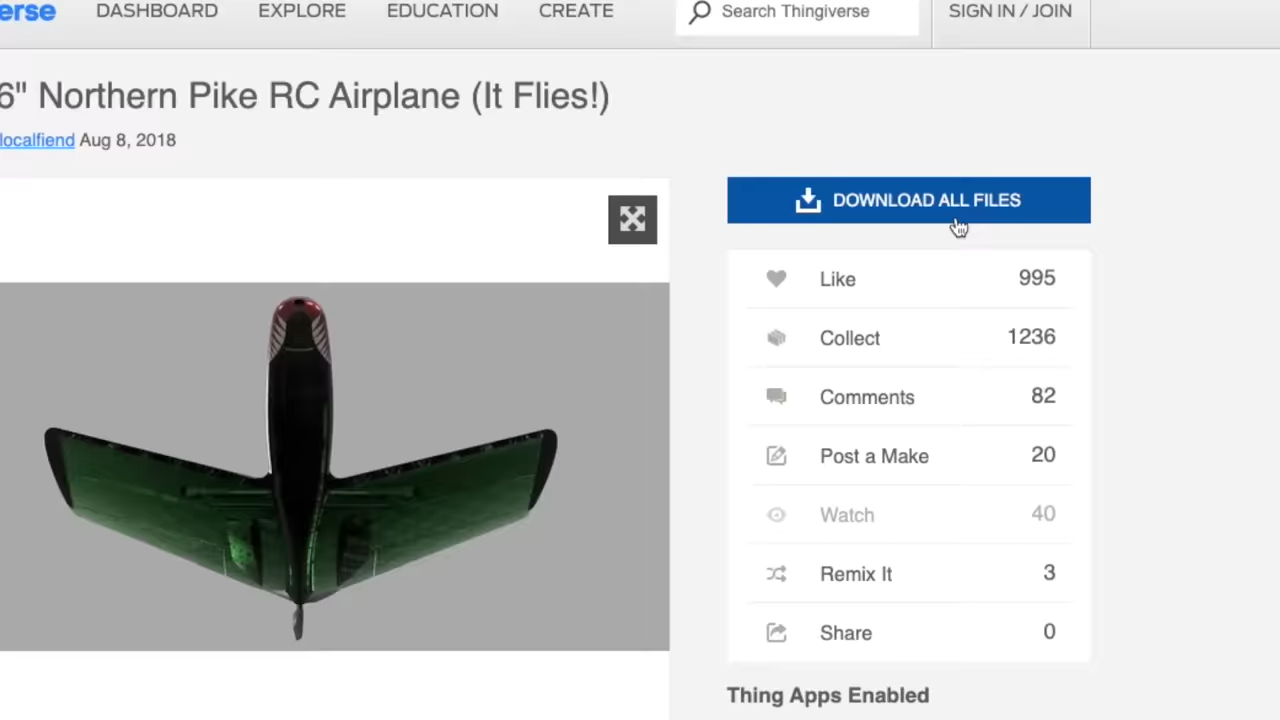 erse DASHBOARD EXPLORE EDUCATION CREATE Search Thingiverse SIGN IN / JOIN
6" Northern Pike RC Airplane (It Flies!)
localfiend Aug 8, 2018
DOWNLOAD ALL FILES
Like 995
Collect 1236
Comments 82
Post a Make 20
Watch 40
Remix It 3
Share 0
Thing Apps Enabled